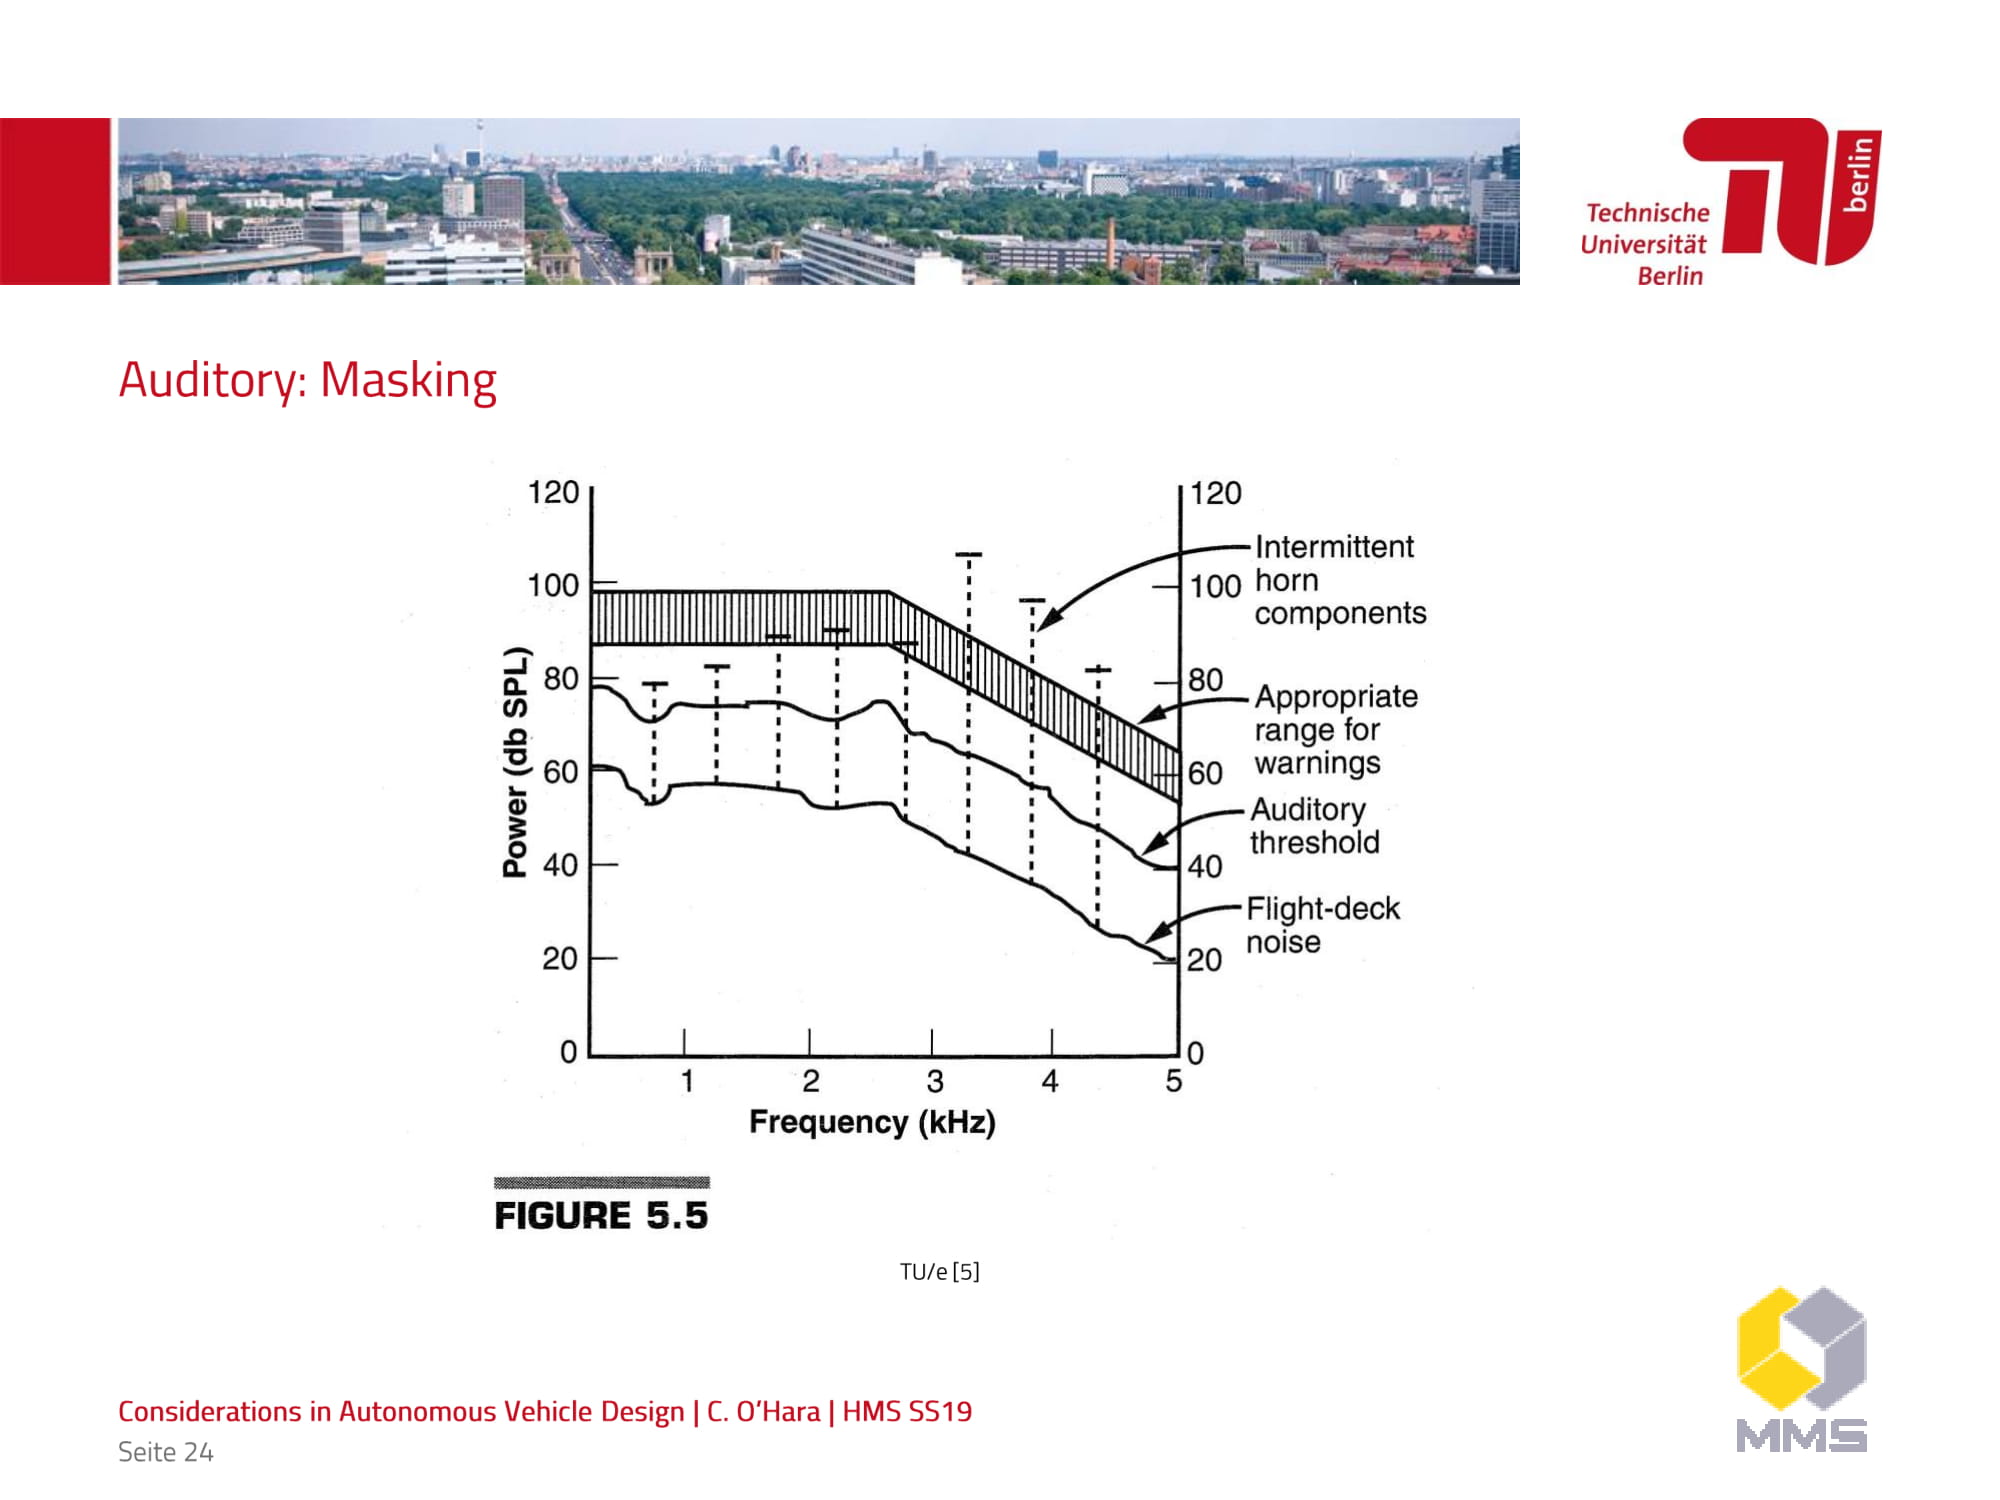 berlin
Technische
Universität
Berlin
Auditory: Masking
120
100
80
60
40
20
0
Power (db SPL)
120
100
80
60
40
20
0
Intermittent
horn
components
Appropriate
range for
warnings
Auditory
threshold
Flight-deck
noise
1 2 3 4 5
Frequency (kHz)
FIGURE 5.5
TU/e [5]
MMS
Considerations in Autonomous Vehicle Design | C. O’Hara | HMS SS19
Seite 24